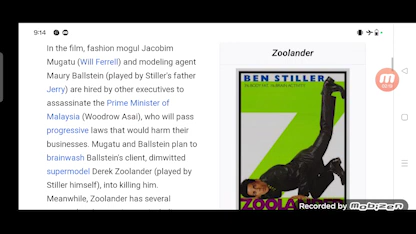 9:14
In the film, fashion mogul Jacobim
Mugatu (Will Ferrell) and modeling agent
Maury Ballstein (played by Stiller's father
Jerry) are hired by other executives to
assassinate the Prime Minister of
Malaysia (Woodrow Asai), who will pass
progressive laws that would harm their
businesses. Mugatu and Ballstein plan to
brainwash Ballstein's client, dimwitted
supermodel Derek Zoolander (played by
Stiller himself), into killing him.
Meanwhile, Zoolander has several
Zoolander
BEN STILLER
ZOOLANDER
Recorded by mobizen